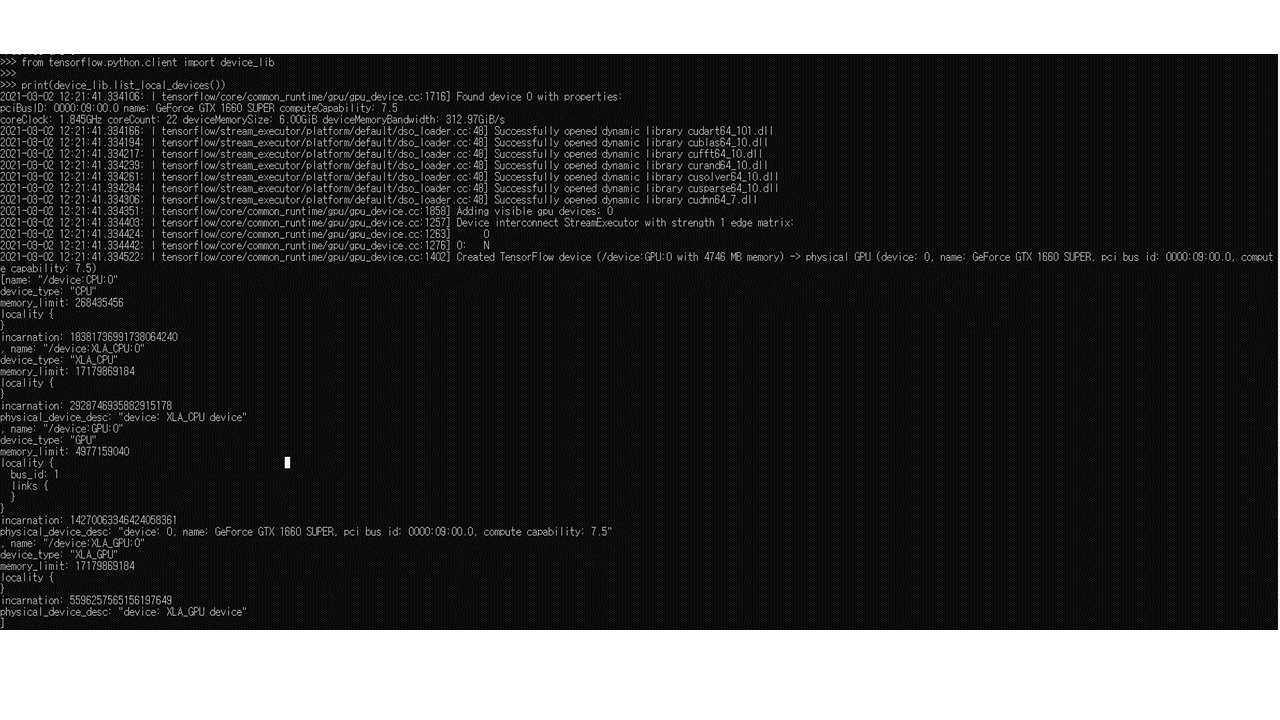 >>> from tensorflow.python.client import device_lib
>>>
>>> print(device_lib.list_local_devices())
2021-03-02 12:21:41.334106: I tensorflow/core/common_runtime/gpu/gpu_device.cc:1716] Found device 0 with properties:
pciBusID: 0000:09:00.0 name: GeForce GTX 1660 SUPER computeCapability: 7.5
coreClock: 1.845GHz coreCount: 22 deviceMemorySize: 6.00GiB deviceMemoryBandwidth: 312.97GiB/s
2021-03-02 12:21:41.334166: I tensorflow/stream_executor/platform/default/dso_loader.cc:48] Successfully opened dynamic library cudart64_101.dll
2021-03-02 12:21:41.334194: I tensorflow/stream_executor/platform/default/dso_loader.cc:48] Successfully opened dynamic library cublas64_10.dll
2021-03-02 12:21:41.334217: I tensorflow/stream_executor/platform/default/dso_loader.cc:48] Successfully opened dynamic library cufft64_10.dll
2021-03-02 12:21:41.334239: I tensorflow/stream_executor/platform/default/dso_loader.cc:48] Successfully opened dynamic library curand64_10.dll
2021-03-02 12:21:41.334261: I tensorflow/stream_executor/platform/default/dso_loader.cc:48] Successfully opened dynamic library cusolver64_10.dll
2021-03-02 12:21:41.334284: I tensorflow/stream_executor/platform/default/dso_loader.cc:48] Successfully opened dynamic library cusparse64_10.dll
2021-03-02 12:21:41.334306: I tensorflow/stream_executor/platform/default/dso_loader.cc:48] Successfully opened dynamic library cudnn64_7.dll
2021-03-02 12:21:41.334351: I tensorflow/core/common_runtime/gpu/gpu_device.cc:1858] Adding visible gpu devices: 0
2021-03-02 12:21:41.334403: I tensorflow/core/common_runtime/gpu/gpu_device.cc:1257] Device interconnect StreamExecutor with strength 1 edge matrix:
2021-03-02 12:21:41.334424: I tensorflow/core/common_runtime/gpu/gpu_device.cc:1263]      0
2021-03-02 12:21:41.334442: I tensorflow/core/common_runtime/gpu/gpu_device.cc:1276] 0:   N
2021-03-02 12:21:41.334522: I tensorflow/core/common_runtime/gpu/gpu_device.cc:1402] Created TensorFlow device (/device:GPU:0 with 4746 MB memory) -> physical GPU (device: 0, name: GeForce GTX 1660 SUPER, pci bus id: 0000:09:00.0, comput
e capability: 7.5)
[name: "/device:CPU:0"
device_type: "CPU"
memory_limit: 268435456
locality {
}
incarnation: 18381736991738064240
, name: "/device:XLA_CPU:0"
device_type: "XLA_CPU"
memory_limit: 17179869184
locality {
}
incarnation: 2928746935882915178
physical_device_desc: "device: XLA_CPU device"
, name: "/device:GPU:0"
device_type: "GPU"
memory_limit: 4977159040
locality {
  bus_id: 1
  links {
  }
}
incarnation: 14270063346424058361
physical_device_desc: "device: 0, name: GeForce GTX 1660 SUPER, pci bus id: 0000:09:00.0, compute capability: 7.5"
, name: "/device:XLA_GPU:0"
device_type: "XLA_GPU"
memory_limit: 17179869184
locality {
}
incarnation: 5596257565156197649
physical_device_desc: "device: XLA_GPU device"
]